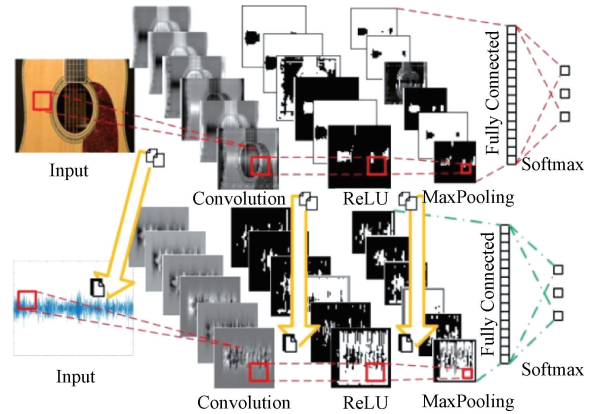 Fully Connected
Softmax
Input
Convolution
ReLU
MaxPooling
Fully Connected
Softmax
Input
Convolution
ReLU
MaxPooling